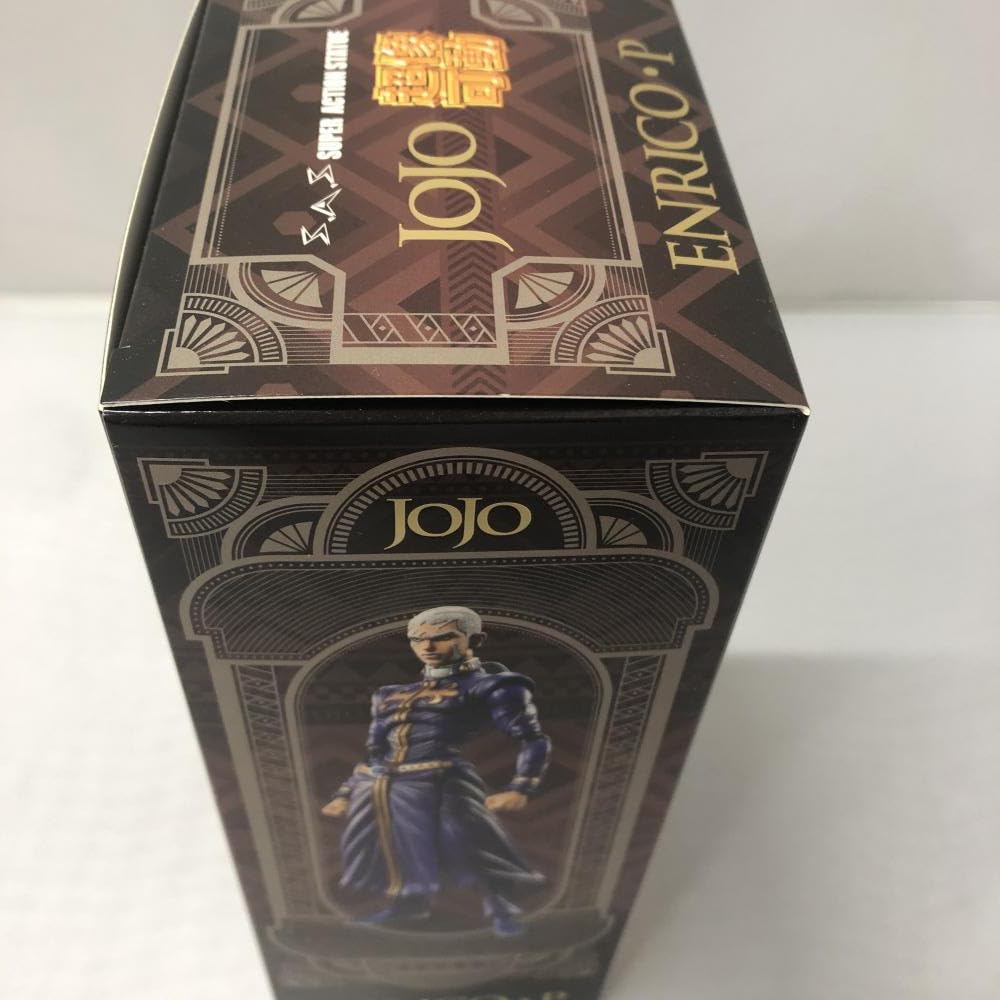 S.A.S SUPER ACTION STATUE
JOJO 超像可動
ENRICO・P
JOJO